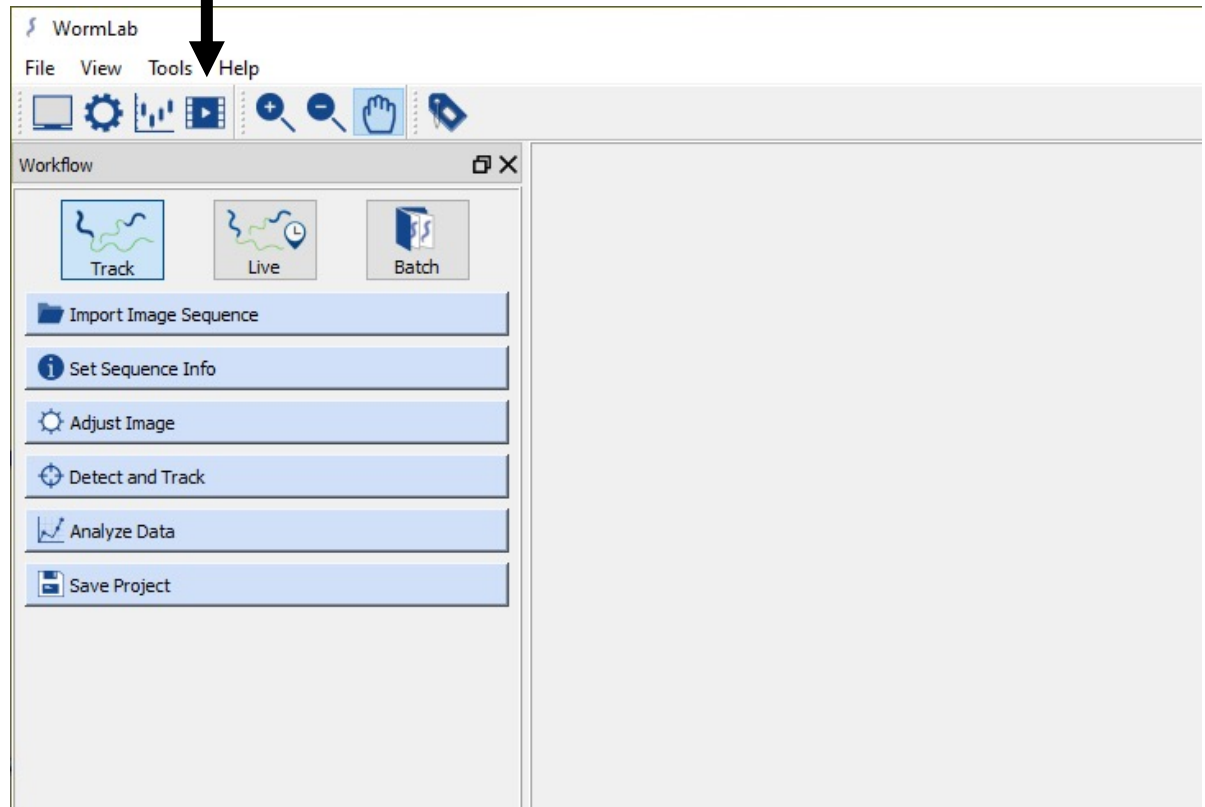 WormLab
File View Tools Help
Workflow
Track Live Batch
Import Image Sequence
Set Sequence Info
Adjust Image
Detect and Track
Analyze Data
Save Project